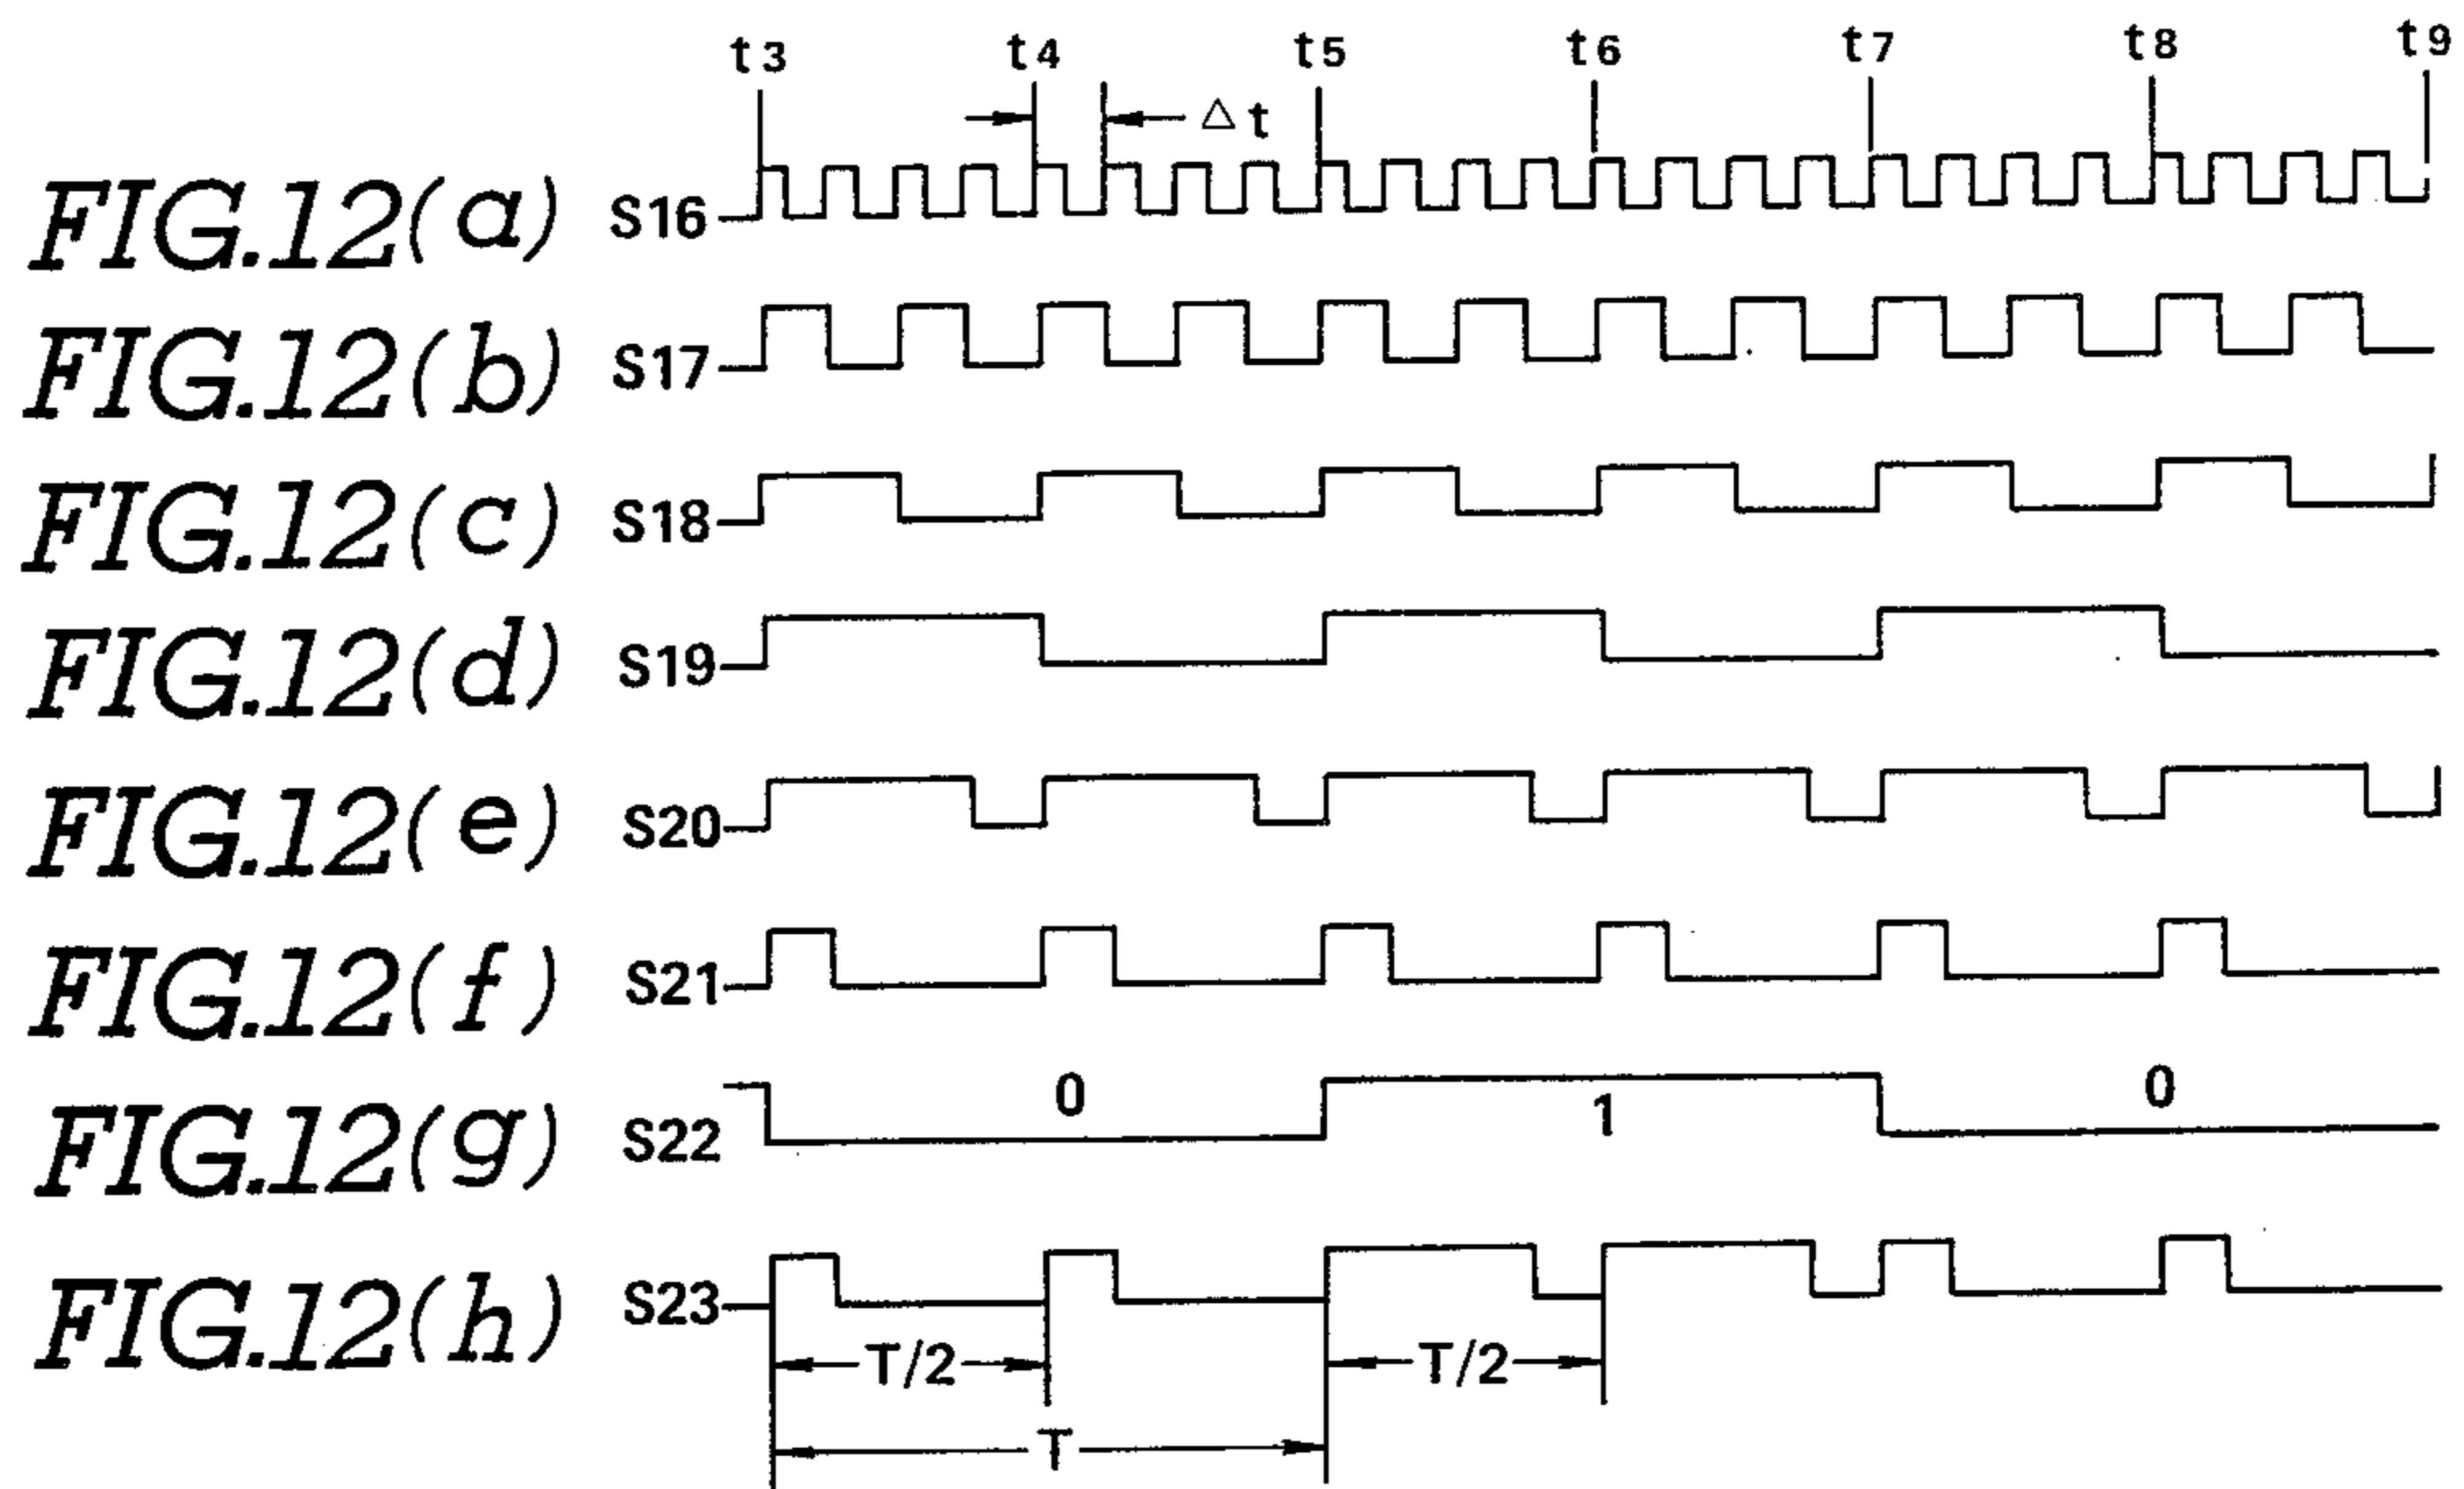 t3 t4 t5 t6 t7 t8 t9
Δt
FIG.12(a) S16
FIG.12(b) S17
FIG.12(c) S18
FIG.12(d) S19
FIG.12(e) S20
FIG.12(f) S21
FIG.12(g) S22 0 1 0
FIG.12(h) S23
T/2 T/2
T